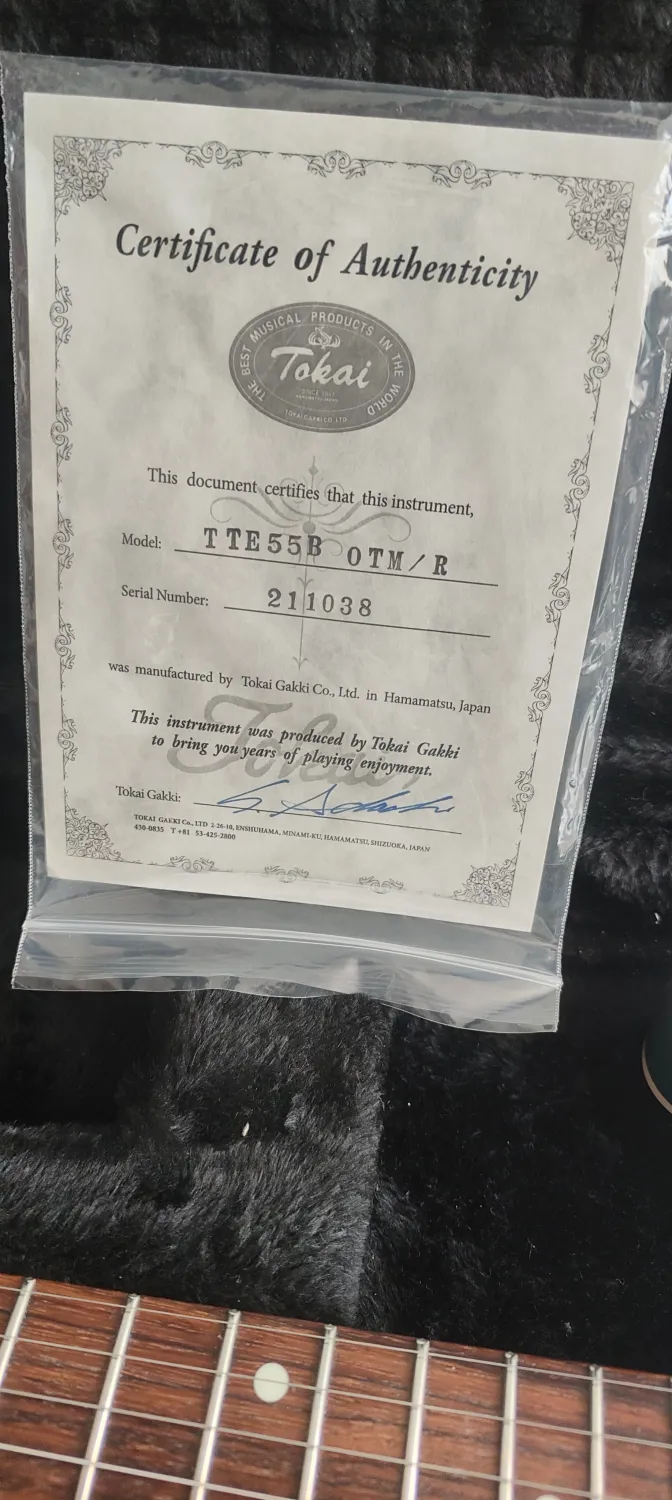 Certificate of Authenticity
THE BEST MUSICAL PRODUCTS IN THE WORLD
Tokai
SINCE 1947
HAMAMATSU JAPAN
TOKAI GAKKI CO. LTD.
This document certifies that this instrument,
Model: TTE55B OTM/R
Serial Number: 211038
was manufactured by Tokai Gakki Co., Ltd. in Hamamatsu, Japan
Tokai
This instrument was produced by Tokai Gakki
to bring you years of playing enjoyment.
Tokai Gakki:
TOKAI GAKKI Co., LTD 2-26-10, ENSHUHAMA, MINAMI-KU, HAMAMATSU, SHIZUOKA, JAPAN
430-0835 T +81 53-425-2800